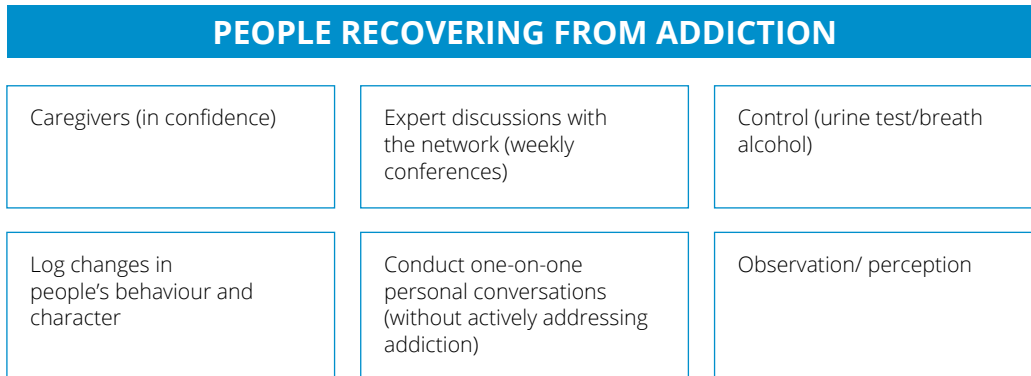 PEOPLE RECOVERING FROM ADDICTION
Caregivers (in confidence)
Expert discussions with
the network (weekly
conferences)
Control (urine test/breath
alcohol)
Log changes in
people’s behaviour and
character
Conduct one-on-one
personal conversations
(without actively addressing
addiction)
Observation/ perception